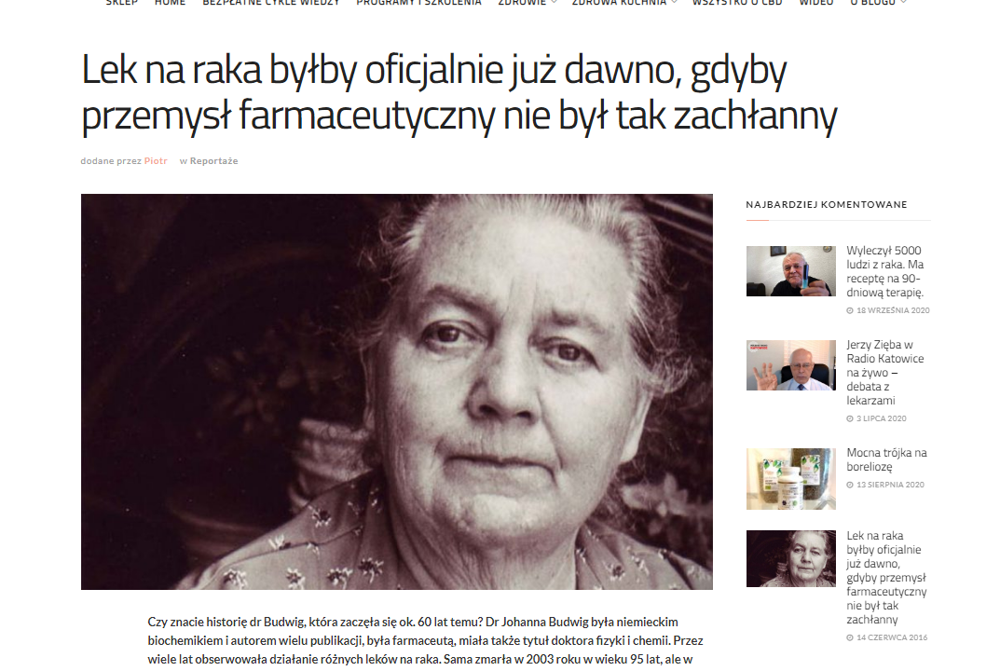 SKLEP HOME BEZPŁATNE CYKLE WIEDZY PROGRAMY I SZKOLENIA ZDROWIE ZDROWA KUCHNIA WSZYSTKO O CBD WIDEO O BLOGU
Lek na raka byłby oficjalnie już dawno, gdyby
przemysł farmaceutyczny nie był tak zachłanny
dodane przez Piotr w Reportaże
NAJBARDZIEJ KOMENTOWANE
Wyleczył 5000
ludzi z raka. Ma
receptę na 90-
dniową terapię.
18 WRZEŚNIA 2020
Jerzy Zięba w
Radio Katowice
na żywo –
debata z
lekarzami
3 LIPCA 2020
Mocna trójka na
boreliozę
13 SIERPNIA 2020
Lek na raka
byłby oficjalnie
już dawno,
gdyby przemysł
farmaceutyczny
nie był tak
zachłanny
14 CZERWCA 2016
Czy znacie historię dr Budwig, która zaczęła się ok. 60 lat temu? Dr Johanna Budwig była niemieckim
biochemikiem i autorem wielu publikacji, była farmaceutą, miała także tytuł doktora fizyki i chemii. Przez
wiele lat obserwowała działanie różnych leków na raka. Sama zmarła w 2003 roku w wieku 95 lat, ale w